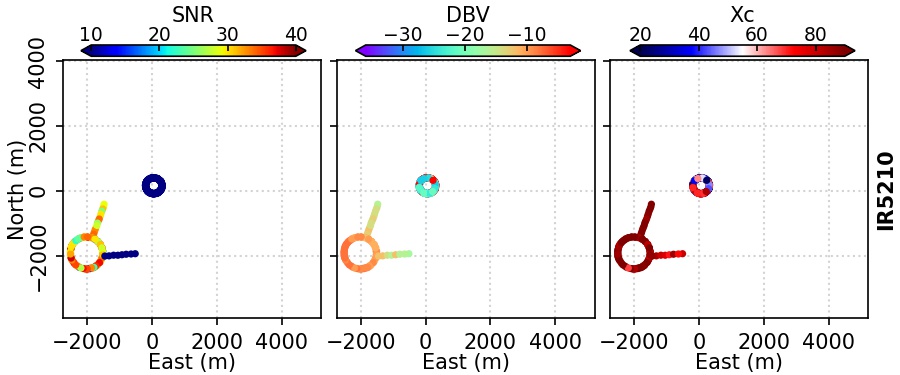 SNR DBV Xc
10 20 30 40 −30 −20 −10 20 40 60 80
4000
2000
0
−2000
North (m)
IR5210
−2000 0 2000 4000 −2000 0 2000 4000 −2000 0 2000 4000
East (m) East (m) East (m)